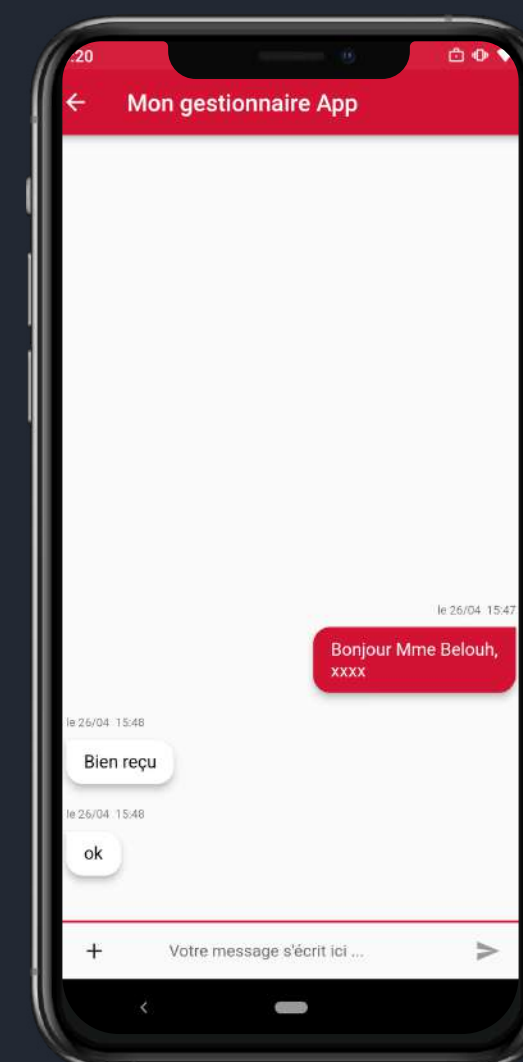 :20
Mon gestionnaire App
le 26/04 15:47
Bonjour Mme Belouh,
xxxx
le 26/04 15:48
Bien reçu
le 26/04 15:48
ok
Votre message s'écrit ici ...